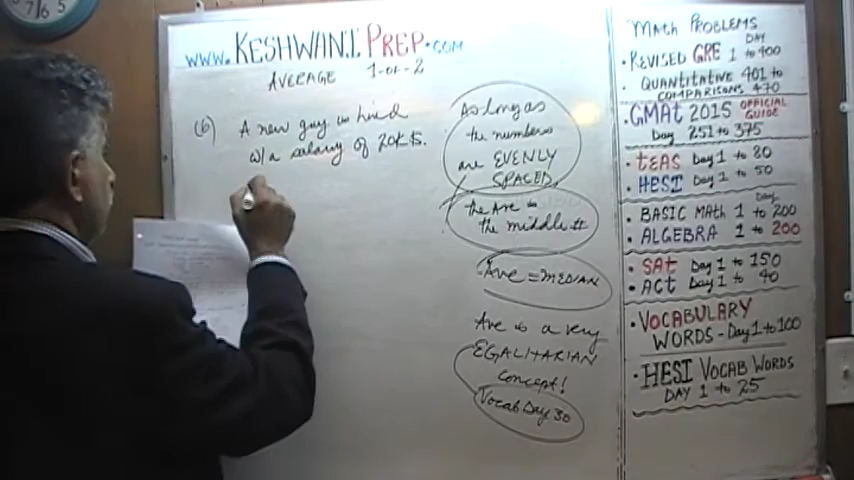 www.KESHWANI PREP.COM
AVERAGE 1-of-2
(6) A new guy is hired
w/a salary of 20K$.
As long as
the numbers
are EVENLY
SPACED
the Ave is
the middle #
Ave = MEDIAN
Ave is a very
EGALITARIAN
concept!
Vocab Day 30
MATH PROBLEMS
DAY
• REVISED GRE 1 to 400
• QUANTITATIVE 401 to
COMPARISONS 470
• GMAT 2015 OFFICIAL
GUIDE
Day 251 to 375
• TEAS Day 1 to 80
• HESI Day 1 to 50
Day
• BASIC MATH 1 to 200
• ALGEBRA 1 to 200
• SAT Day 1 to 150
• ACT Day 1 to 40
• VOCABULARY
WORDS - Day 1 to 100
• HESI VOCAB WORDS
DAY 1 to 25
7 6 5